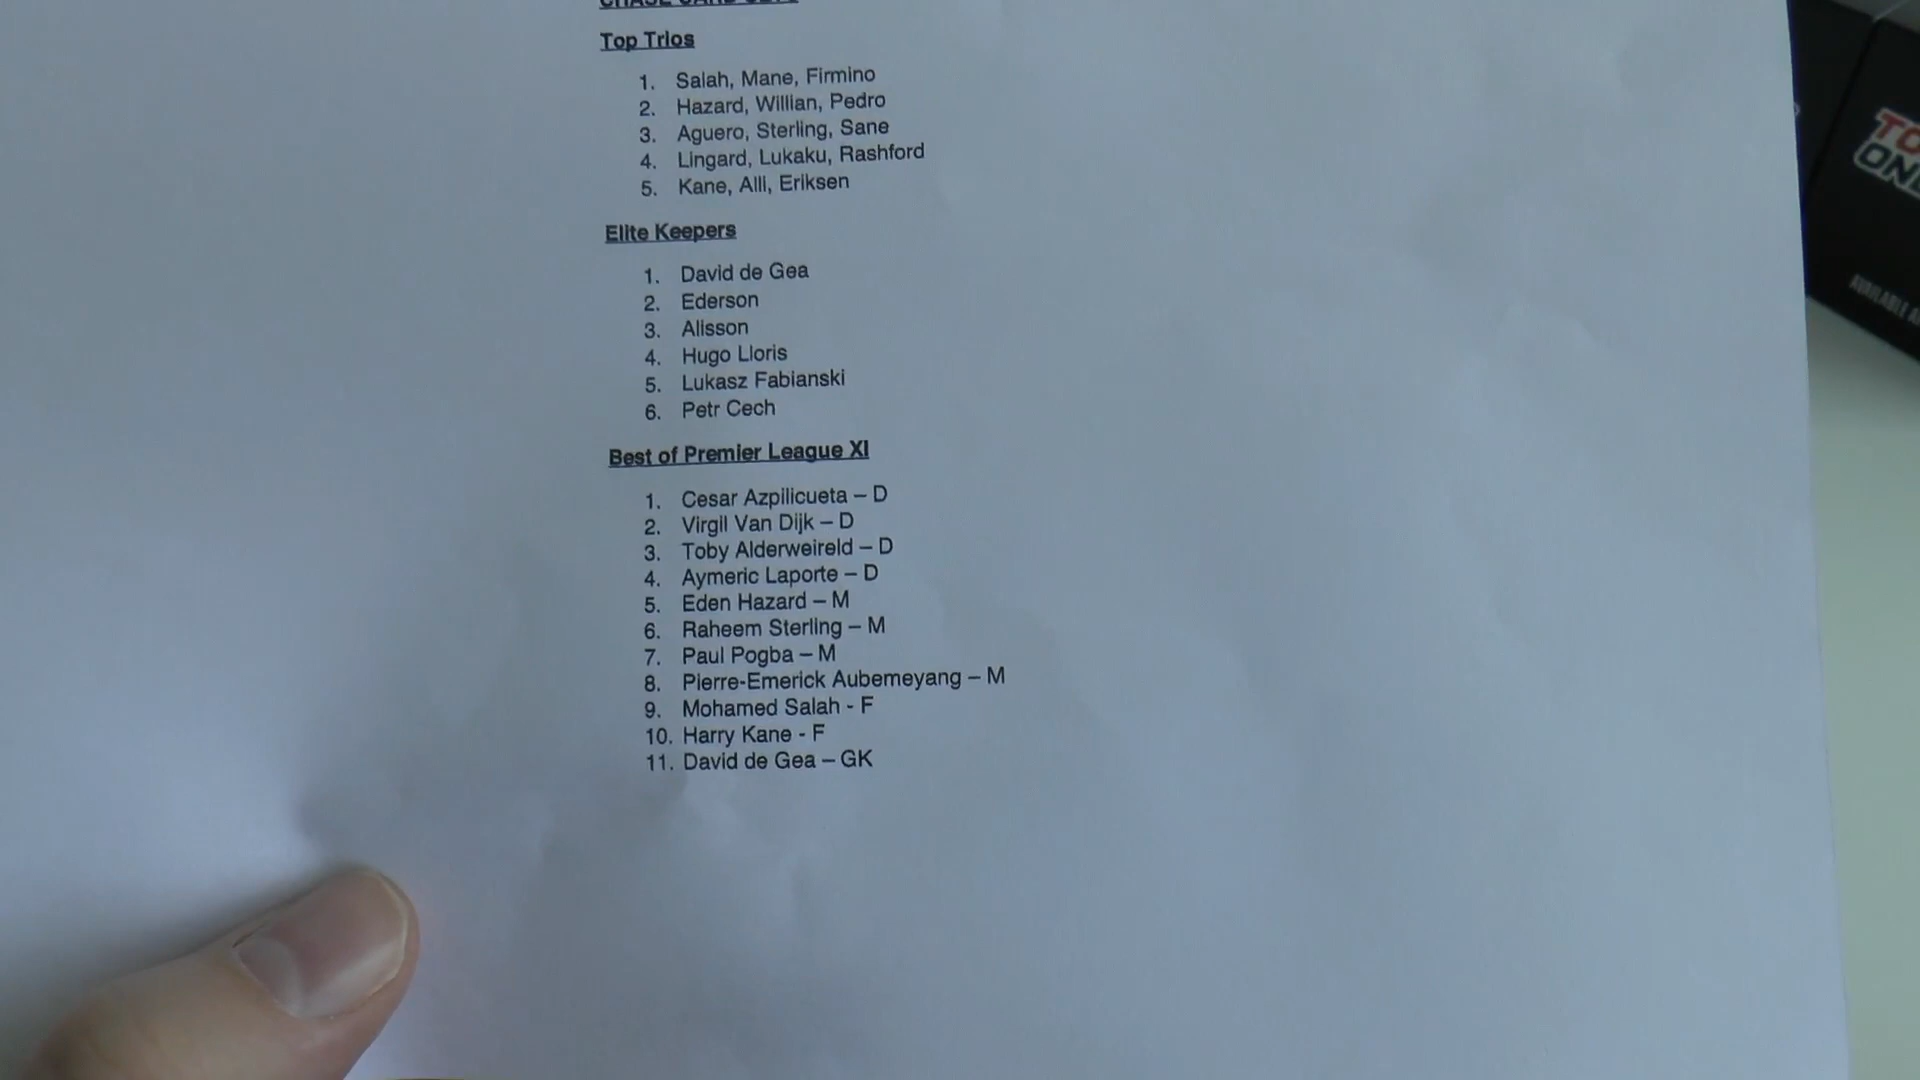 CHASE CARD SETS
Top Trios
1. Salah, Mane, Firmino
2. Hazard, Willian, Pedro
3. Aguero, Sterling, Sane
4. Lingard, Lukaku, Rashford
5. Kane, Alli, Eriksen
Elite Keepers
1. David de Gea
2. Ederson
3. Alisson
4. Hugo Lloris
5. Lukasz Fabianski
6. Petr Cech
Best of Premier League XI
1. Cesar Azpilicueta – D
2. Virgil Van Dijk – D
3. Toby Alderweireld – D
4. Aymeric Laporte – D
5. Eden Hazard – M
6. Raheem Sterling – M
7. Paul Pogba – M
8. Pierre-Emerick Aubemeyang – M
9. Mohamed Salah - F
10. Harry Kane - F
11. David de Gea – GK
AVAILABLE